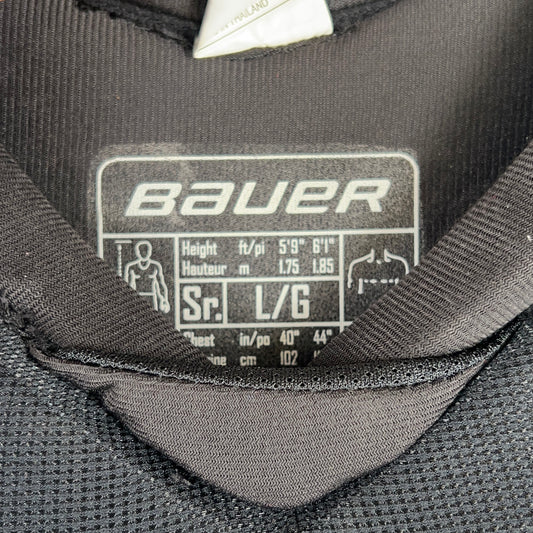 THAILAND
BAUER
Height ft/pi 5'9" 6'1"
Hauteur m 1.75 1.85
Sr. L/G
Chest in/po 40" 44"
cm 102